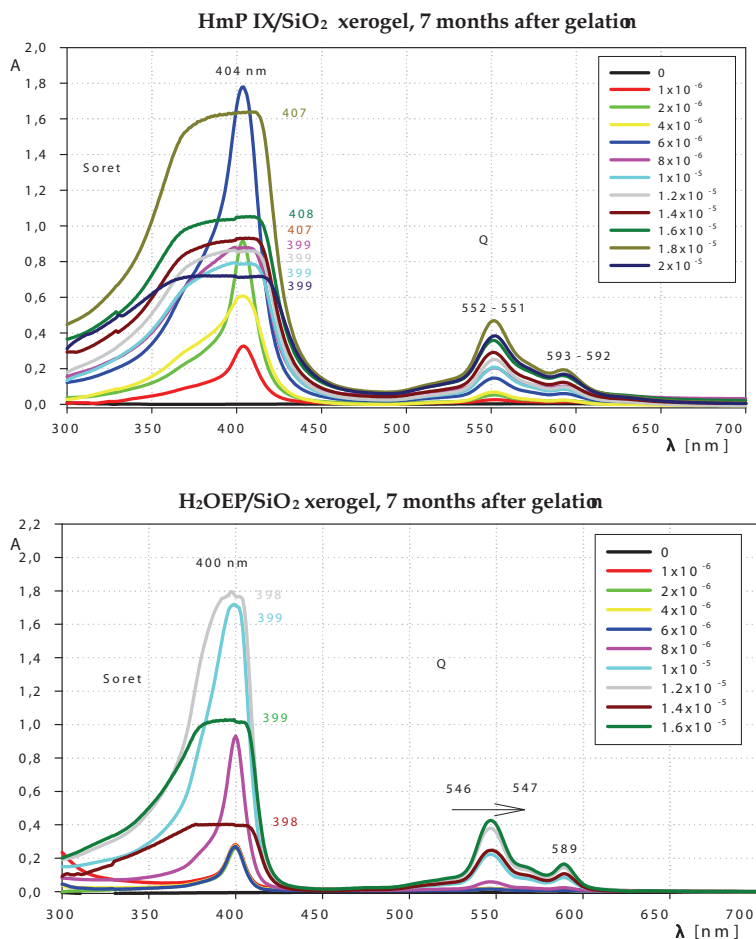 HmP IX/SiO₂ xerogel, 7 months after gelation
2,0
A
1,8
1,6
1,4
1,2
1,0
0,8
0,6
0,4
0,2
0,0
404 nm
407
Soret
408
407
399
399
399
399
Q
552 - 551
593 - 592
0
1x10 -6
2x10 -6
4x10 -6
6x10 -6
8x10 -6
1x10 -5
1.2x10 -5
1.4x10 -5
1.6x10 -5
1.8x10 -5
2x10 -5
300 350 400 450 500 550 600 650 700
λ [nm]
H₂OEP/SiO₂ xerogel, 7 months after gelation
2,2
A
2,0
1,8
1,6
1,4
1,2
1,0
0,8
0,6
0,4
0,2
0,0
400 nm
398
399
Soret
399
398
Q
546 547
589
0
1x10 -6
2x10 -6
4x10 -6
6x10 -6
8x10 -6
1x10 -5
1.2x10 -5
1.4x10 -5
1.6x10 -5
300 350 400 450 500 550 600 650 700
λ [nm]